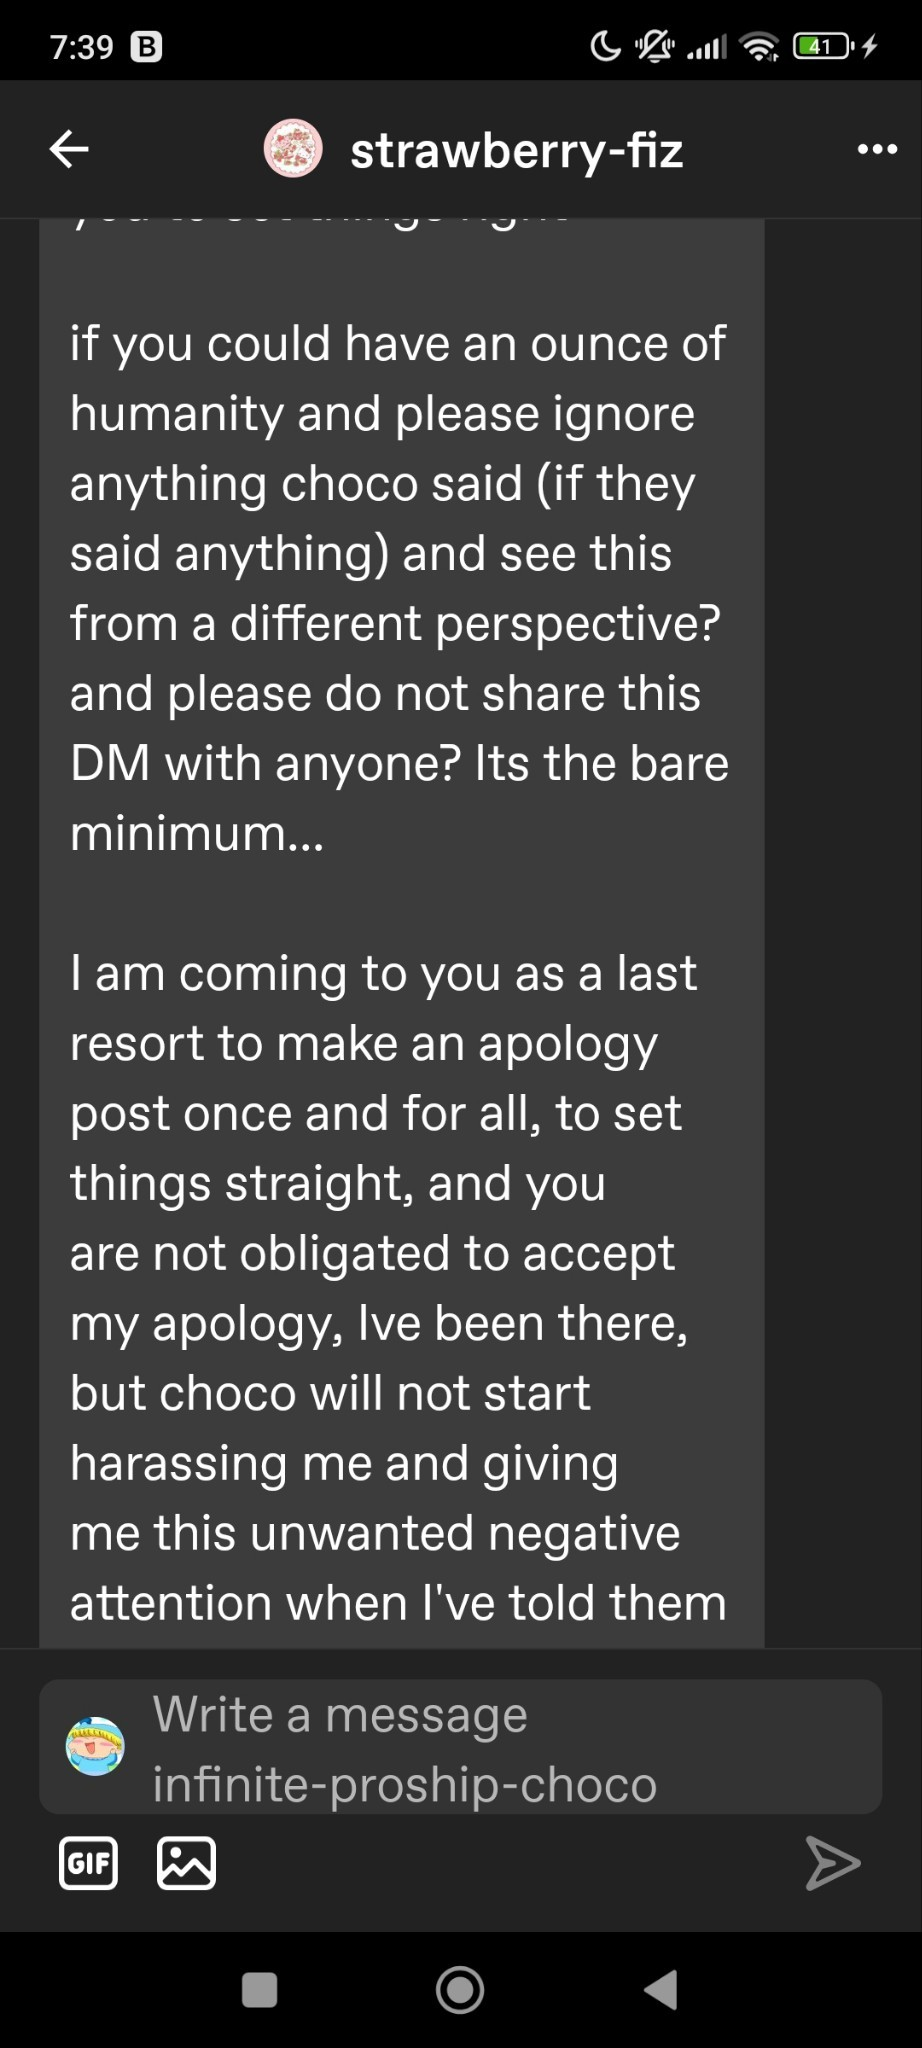 7:39 B
41
strawberry-fiz
if you could have an ounce of
humanity and please ignore
anything choco said (if they
said anything) and see this
from a different perspective?
and please do not share this
DM with anyone? Its the bare
minimum...
I am coming to you as a last
resort to make an apology
post once and for all, to set
things straight, and you
are not obligated to accept
my apology, Ive been there,
but choco will not start
harassing me and giving
me this unwanted negative
attention when I've told them
Write a message
infinite-proship-choco
GIF